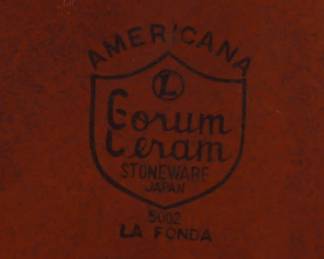 AMERICANA
L
Gorum
Ceram
STONEWARE
JAPAN
5002
LA FONDA